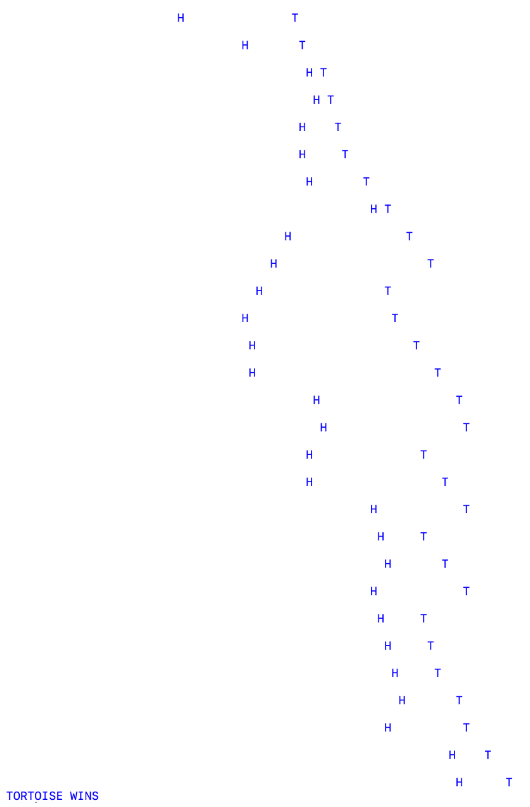 H               T
                                 H       T
                                          H T
                                           H T
                                         H    T
                                         H     T
                                          H       T
                                                   H T
                                       H                T
                                     H                     T
                                   H                 T
                                 H                    T
                                  H                      T
                                  H                         T
                                           H                   T
                                            H                   T
                                          H               T
                                          H                  T
                                                   H            T
                                                    H     T
                                                     H       T
                                                   H            T
                                                    H     T
                                                     H     T
                                                      H     T
                                                       H       T
                                                     H          T
                                                              H    T
                                                               H      T
TORTOISE WINS